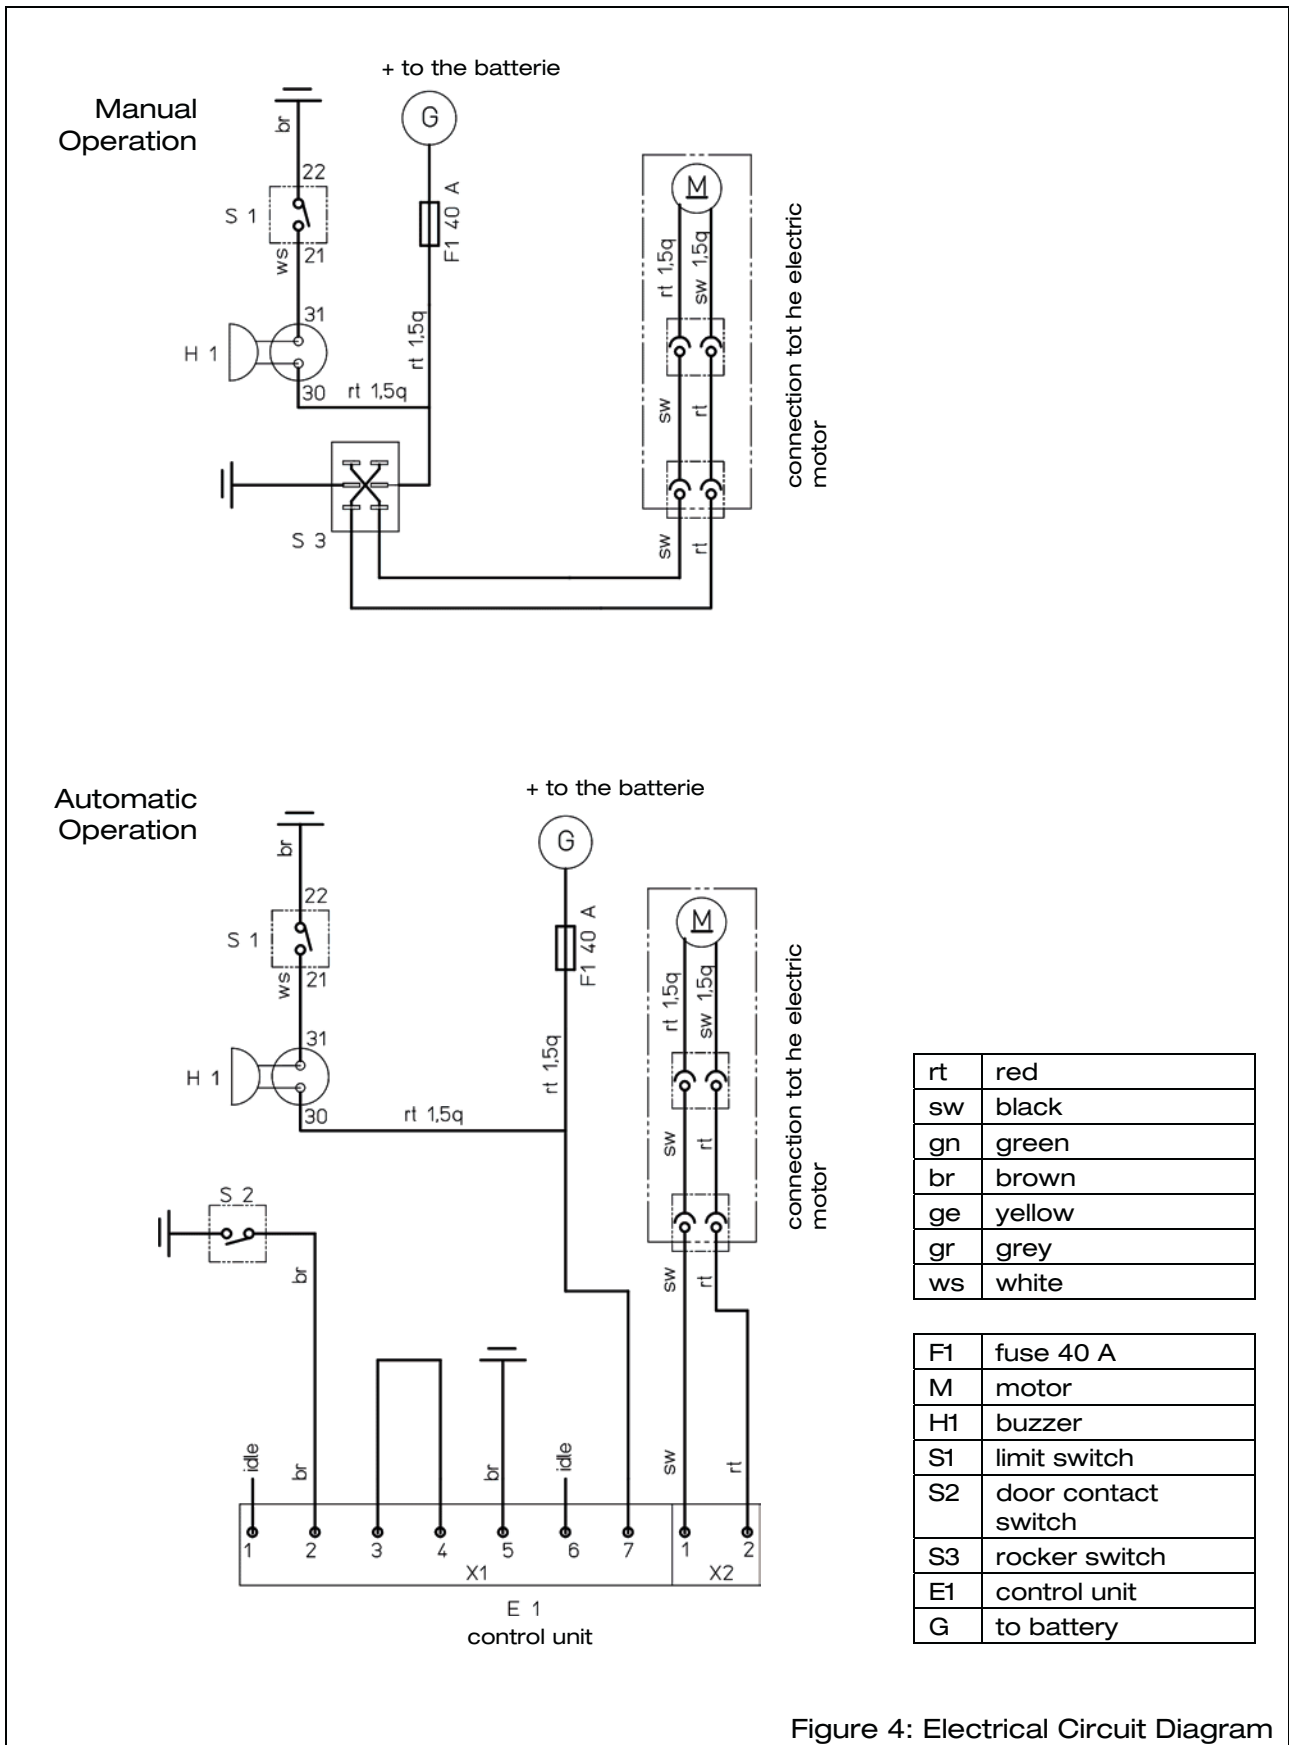 + to the batterie
Manual
Operation
G
br
22
S 1
F1 40 A
M
21
ws
rt 1,5q
sw 1,5q
connection tot he electric
motor
31
H 1
rt 1,5q
30
rt 1,5q
sw
rt
S 3
sw
rt
Automatic
Operation
+ to the batterie
G
br
22
S 1
F1 40 A
M
21
ws
rt 1,5q
sw 1,5q
connection tot he electric
motor
31
H 1
rt 1,5q
30
rt 1,5q
sw
rt
S 2
br
sw
rt
idle
br
br
idle
sw
rt
1
2
3
4
5
6
7
1
2
X1
X2
E 1
control unit
rt red
sw black
gn green
br brown
ge yellow
gr grey
ws white
F1 fuse 40 A
M motor
H1 buzzer
S1 limit switch
S2 door contact
switch
S3 rocker switch
E1 control unit
G to battery
Figure 4: Electrical Circuit Diagram